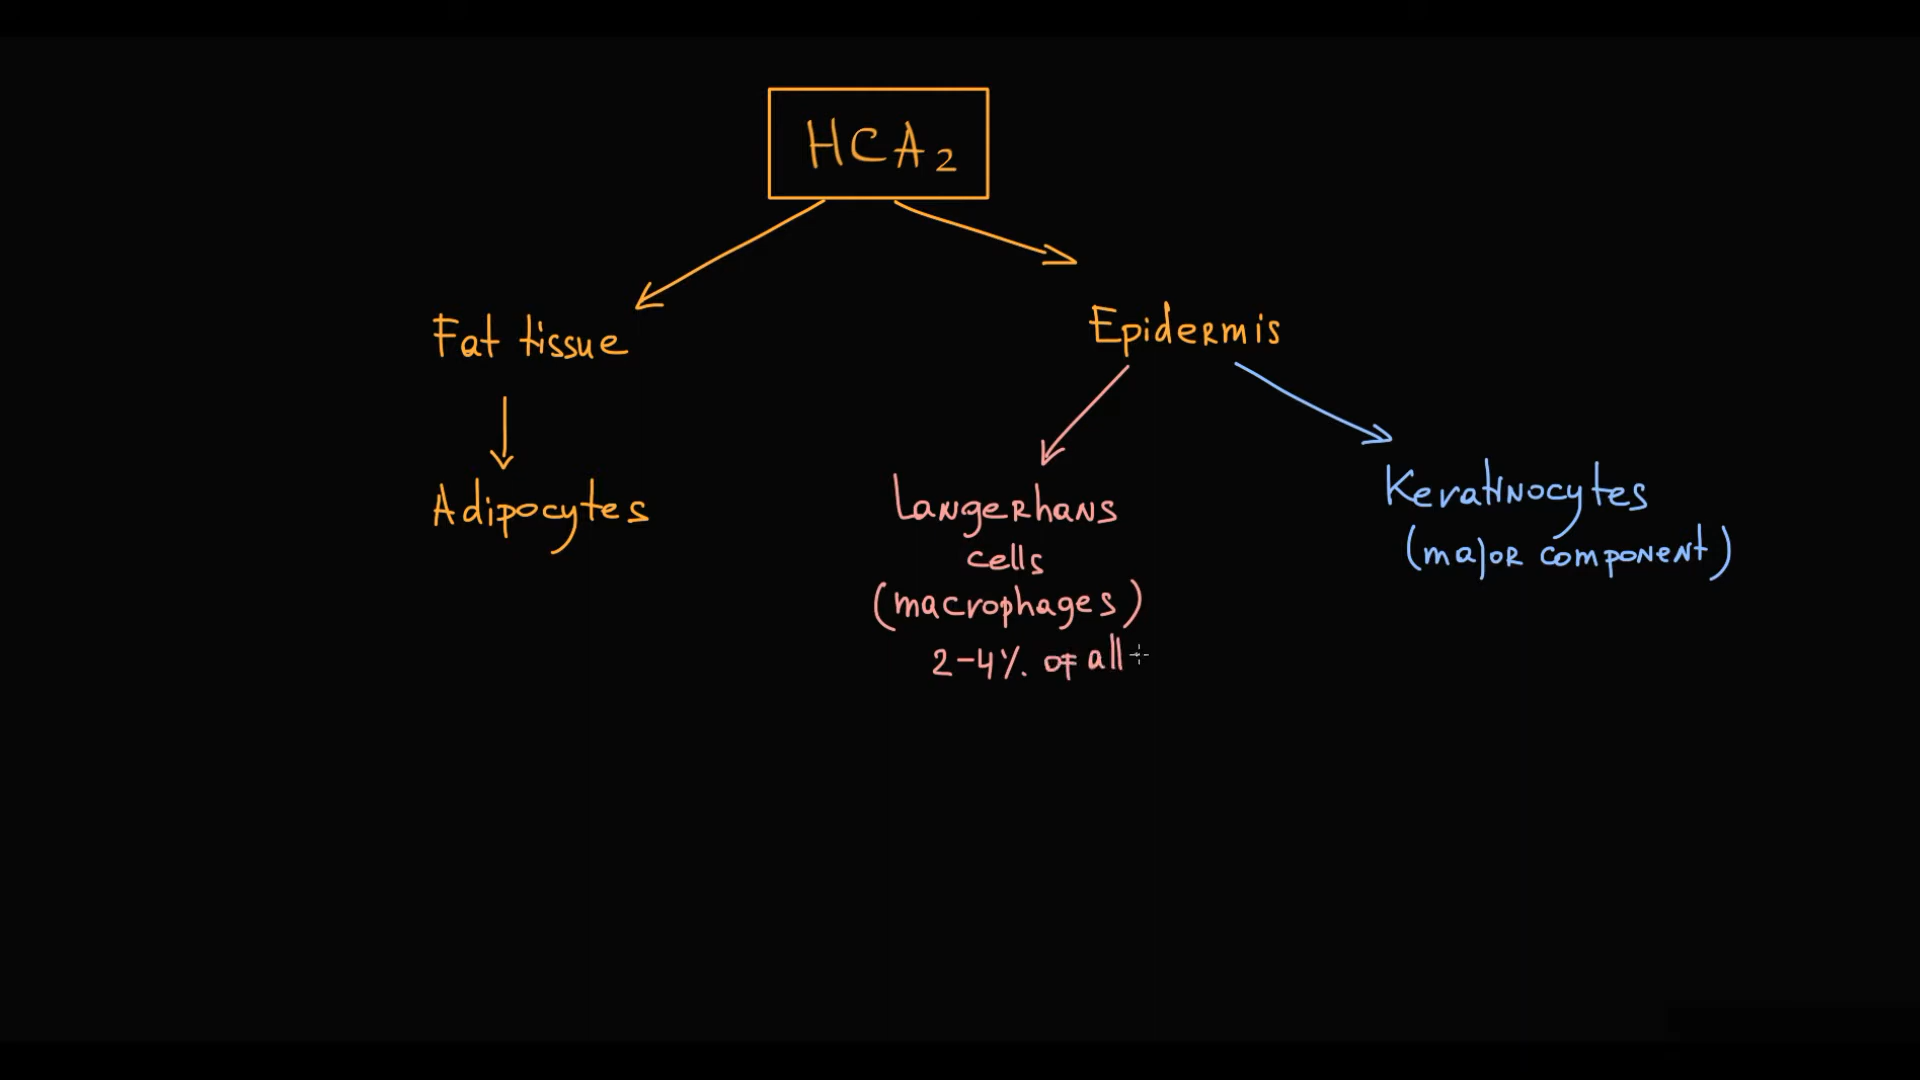 HCA₂
Fat tissue
Epidermis
Adipocytes
Langerhans
cells
(macrophages)
2-4% of all
Keratinocytes
(major component)